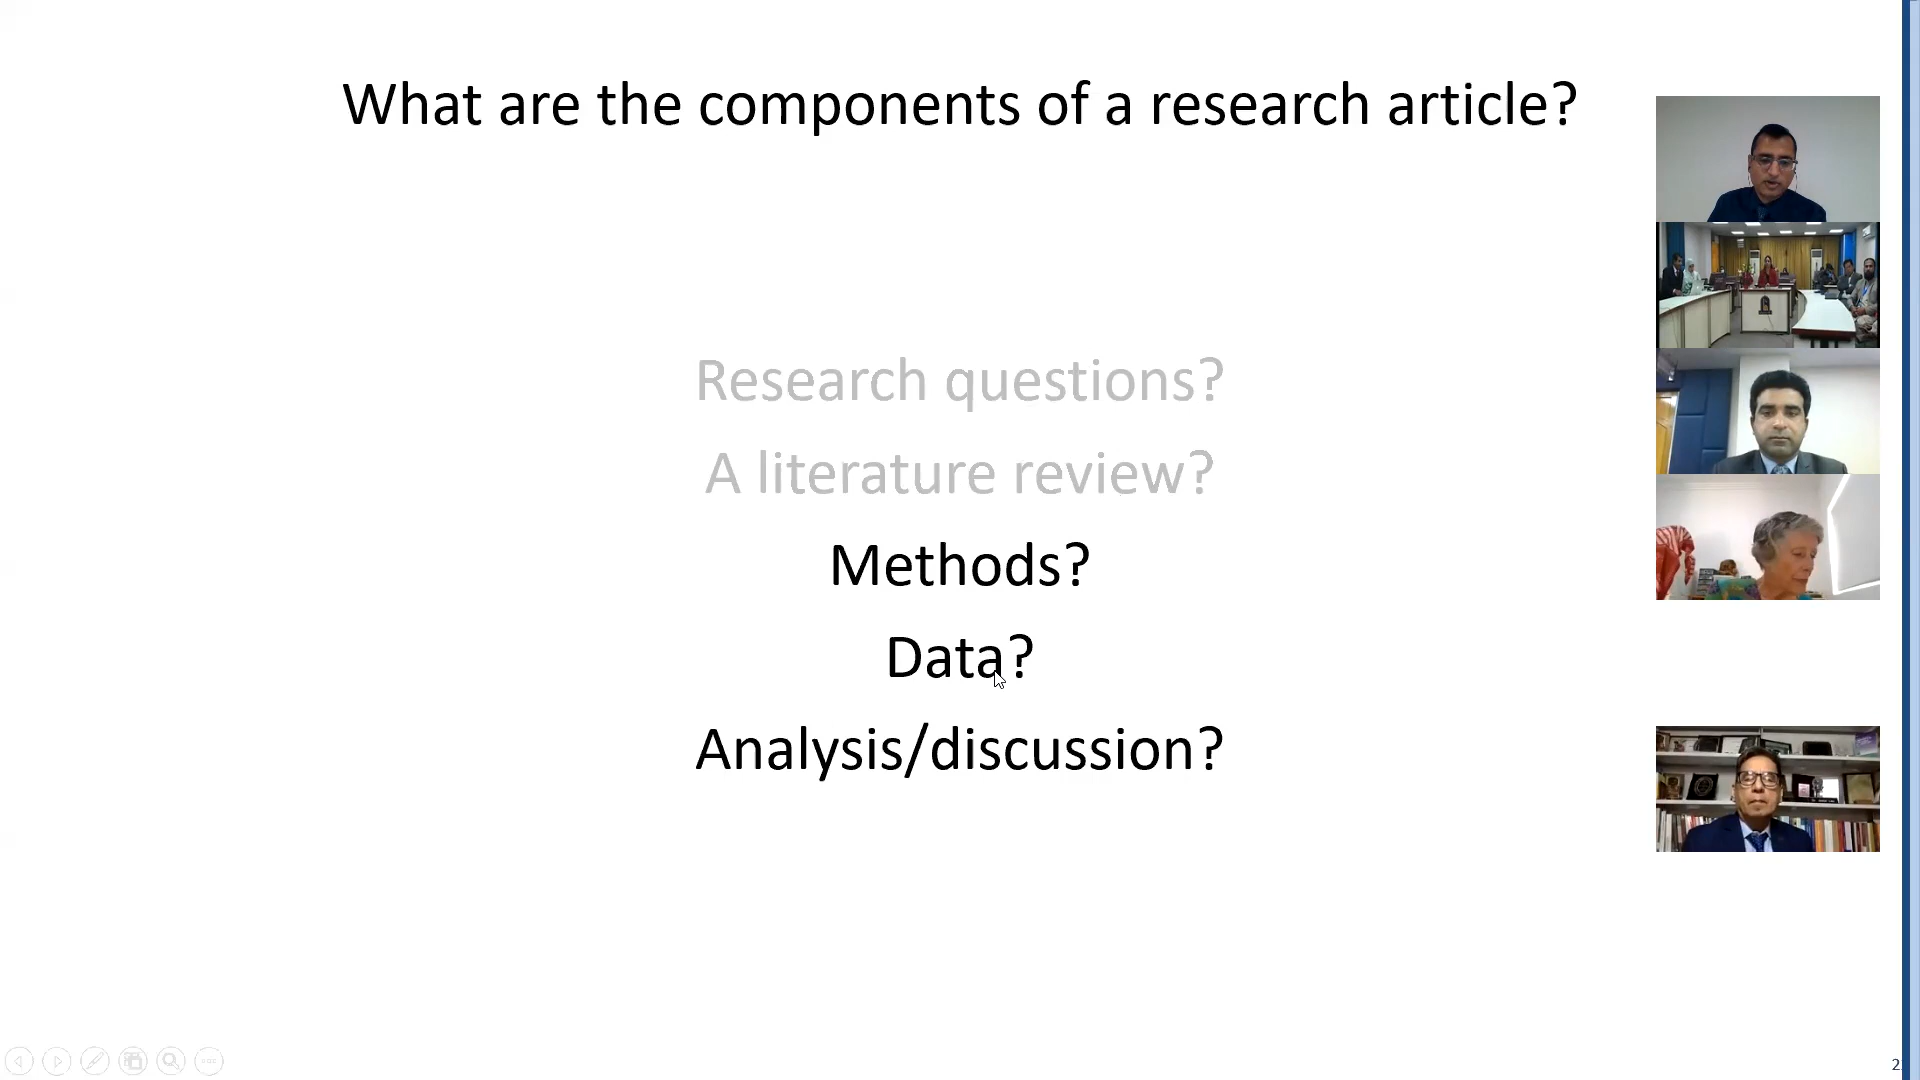 What are the components of a research article?
Research questions?
A literature review?
Methods?
Data?
Analysis/discussion?